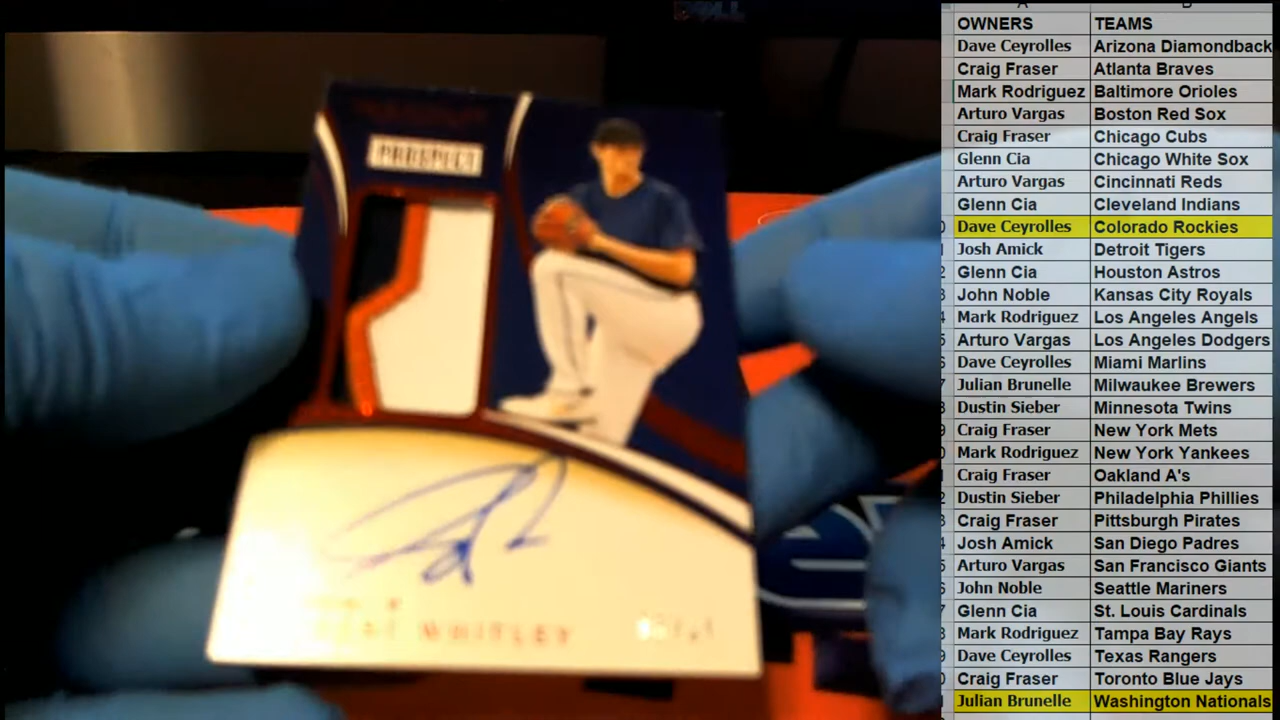 PROSPECT
WHITLEY
OWNERS TEAMS
Dave Ceyrolles Arizona Diamondback
Craig Fraser Atlanta Braves
Mark Rodriguez Baltimore Orioles
Arturo Vargas Boston Red Sox
Craig Fraser Chicago Cubs
Glenn Cia Chicago White Sox
Arturo Vargas Cincinnati Reds
Glenn Cia Cleveland Indians
Dave Ceyrolles Colorado Rockies
Josh Amick Detroit Tigers
Glenn Cia Houston Astros
John Noble Kansas City Royals
Mark Rodriguez Los Angeles Angels
Arturo Vargas Los Angeles Dodgers
Dave Ceyrolles Miami Marlins
Julian Brunelle Milwaukee Brewers
Dustin Sieber Minnesota Twins
Craig Fraser New York Mets
Mark Rodriguez New York Yankees
Craig Fraser Oakland A's
Dustin Sieber Philadelphia Phillies
Craig Fraser Pittsburgh Pirates
Josh Amick San Diego Padres
Arturo Vargas San Francisco Giants
John Noble Seattle Mariners
Glenn Cia St. Louis Cardinals
Mark Rodriguez Tampa Bay Rays
Dave Ceyrolles Texas Rangers
Craig Fraser Toronto Blue Jays
Julian Brunelle Washington Nationals